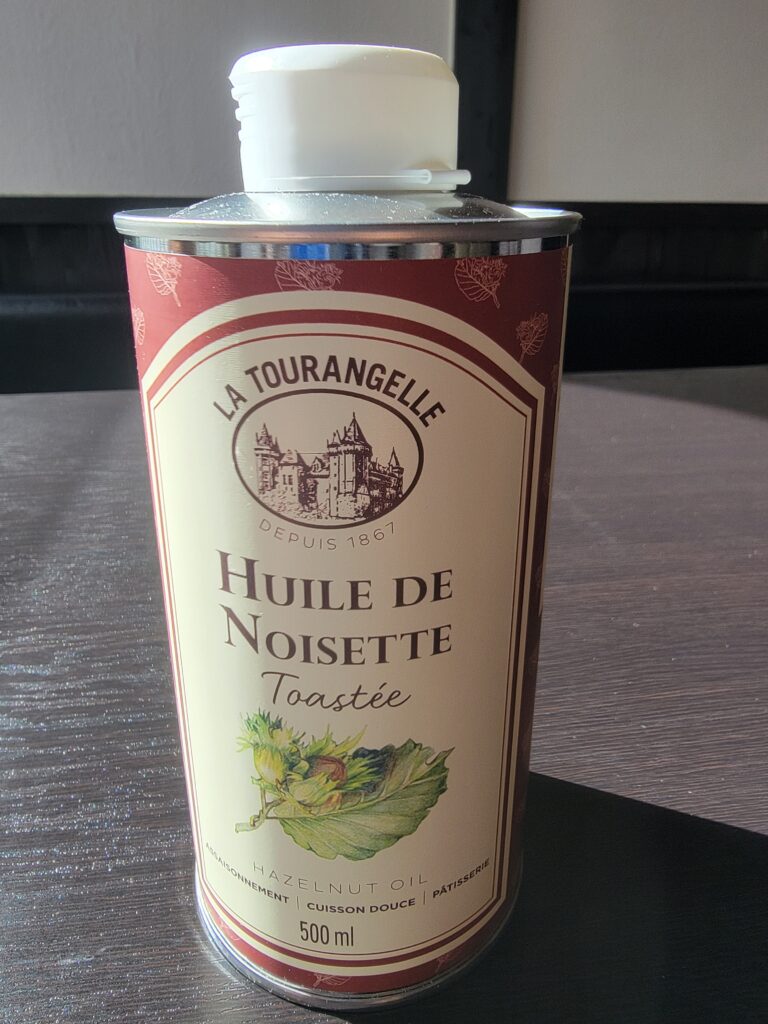 LA TOURANGELLE
DEPUIS 1867
HUILE DE
NOISETTE
Toastée
HAZELNUT OIL
ASSAISONNEMENT | CUISSON DOUCE | PÂTISSERIE
500 ml